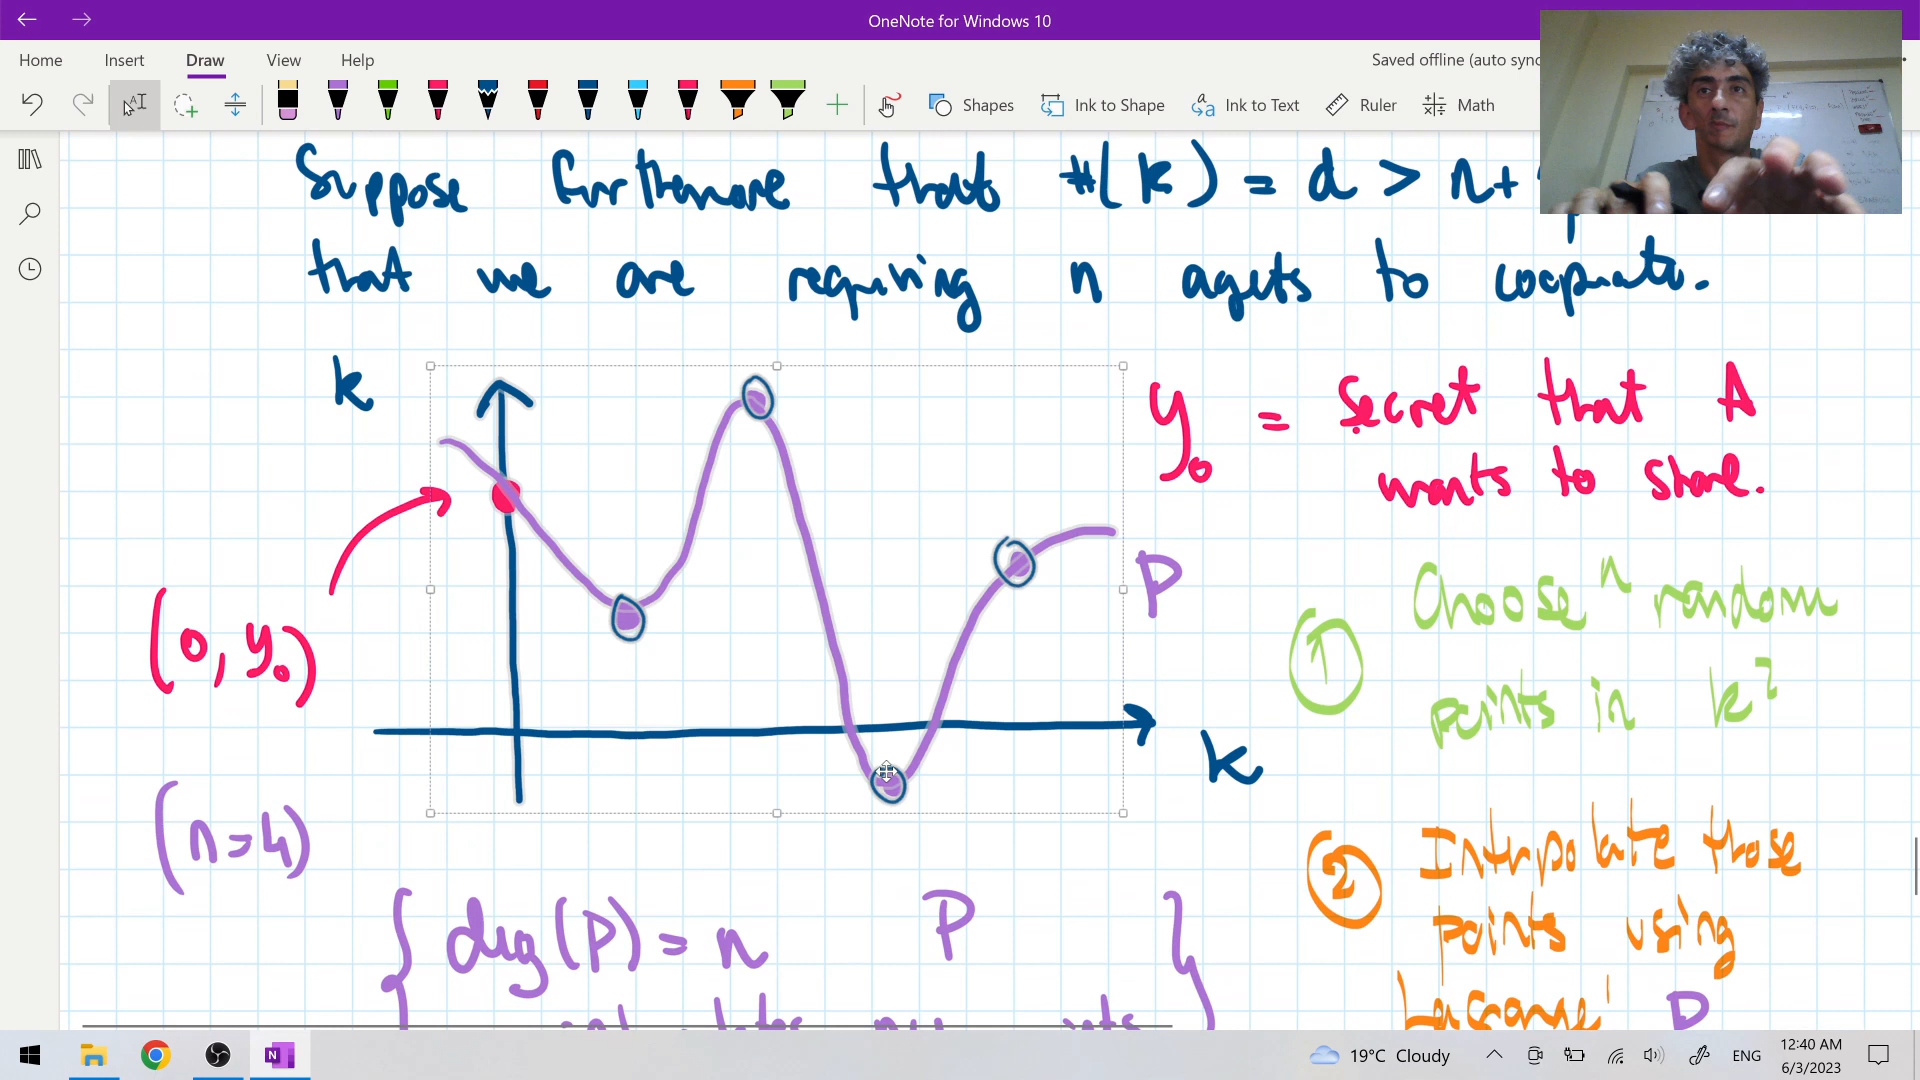 OneNote for Windows 10
Home Insert Draw View Help
Saved offline (auto sync
Shapes Ink to Shape Ink to Text Ruler Math
Suppose furthermore that #(k) = d > n+
that we are requiring n agets to cooperate.
k
y₀ = Secret that A
wants to share.
(0, y₀)
P
① Choose n random
points in k²
k
(n=4)
② Interpolate those
points using
Lagrange P
{ deg(P) = n P }
19°C Cloudy
ENG
12:40 AM
6/3/2023